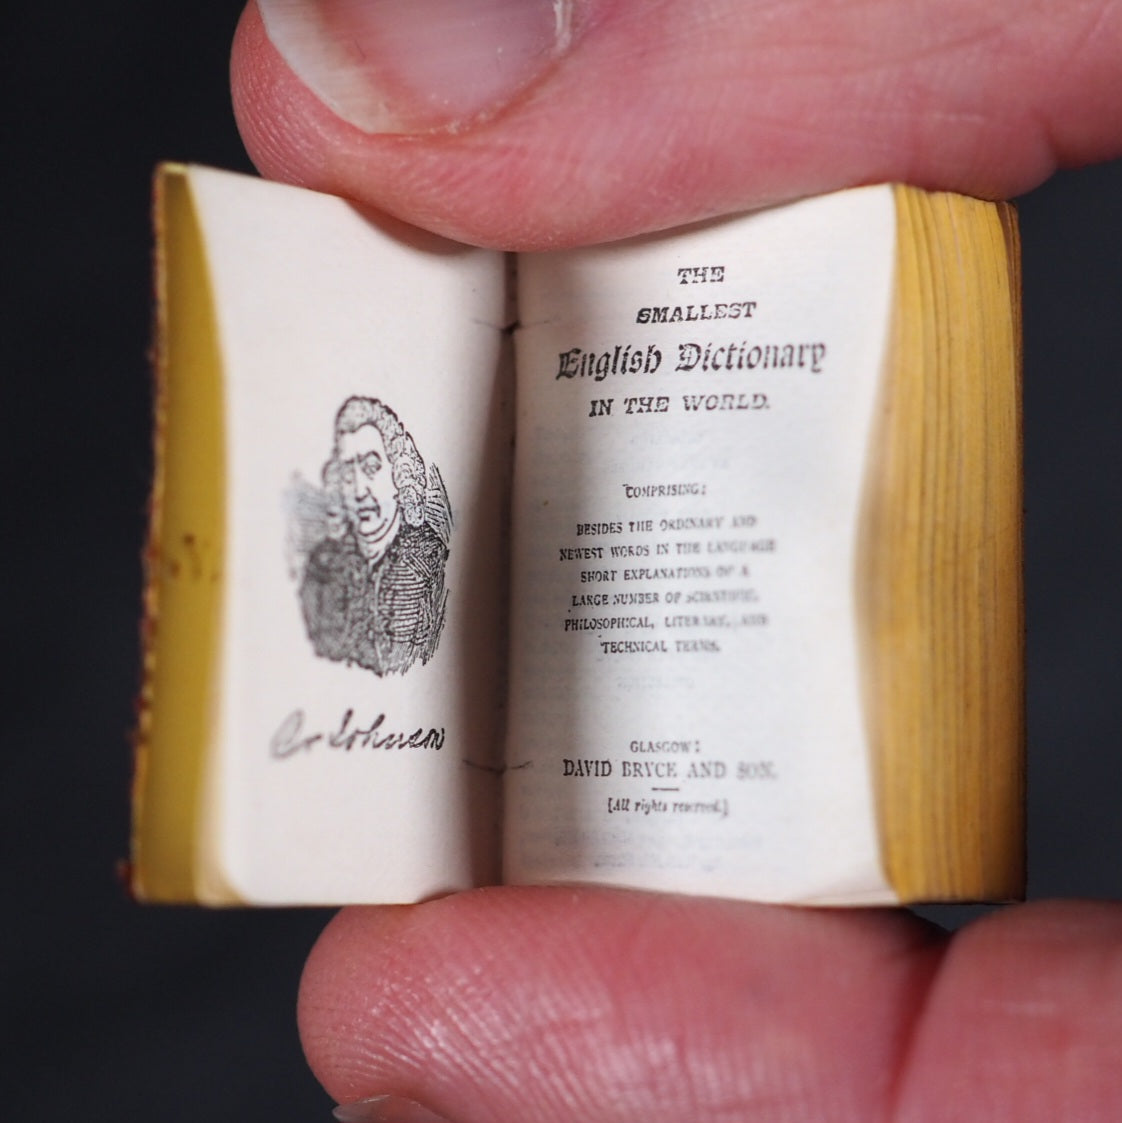 Dr Johnson
THE
SMALLEST
English Dictionary
IN THE WORLD.
COMPRISING:
BESIDES THE ORDINARY AND
NEWEST WORDS IN THE LANGUAGE
SHORT EXPLANATIONS OF A
LARGE NUMBER OF SCIENTIFIC,
PHILOSOPHICAL, LITERARY, AND
TECHNICAL TERMS.
GLASGOW:
DAVID BRYCE AND SON.
[All rights reserved.]